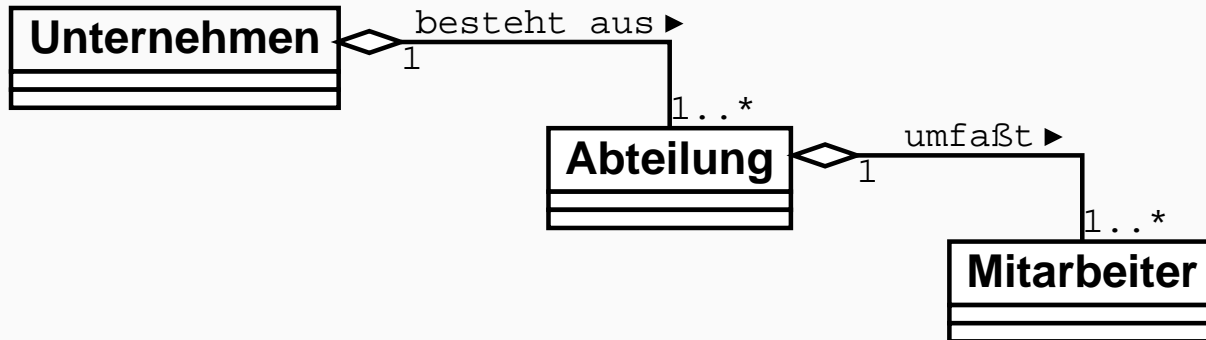 besteht aus ►
Unternehmen
1
1..*
umfaßt ►
Abteilung
1
1..*
Mitarbeiter